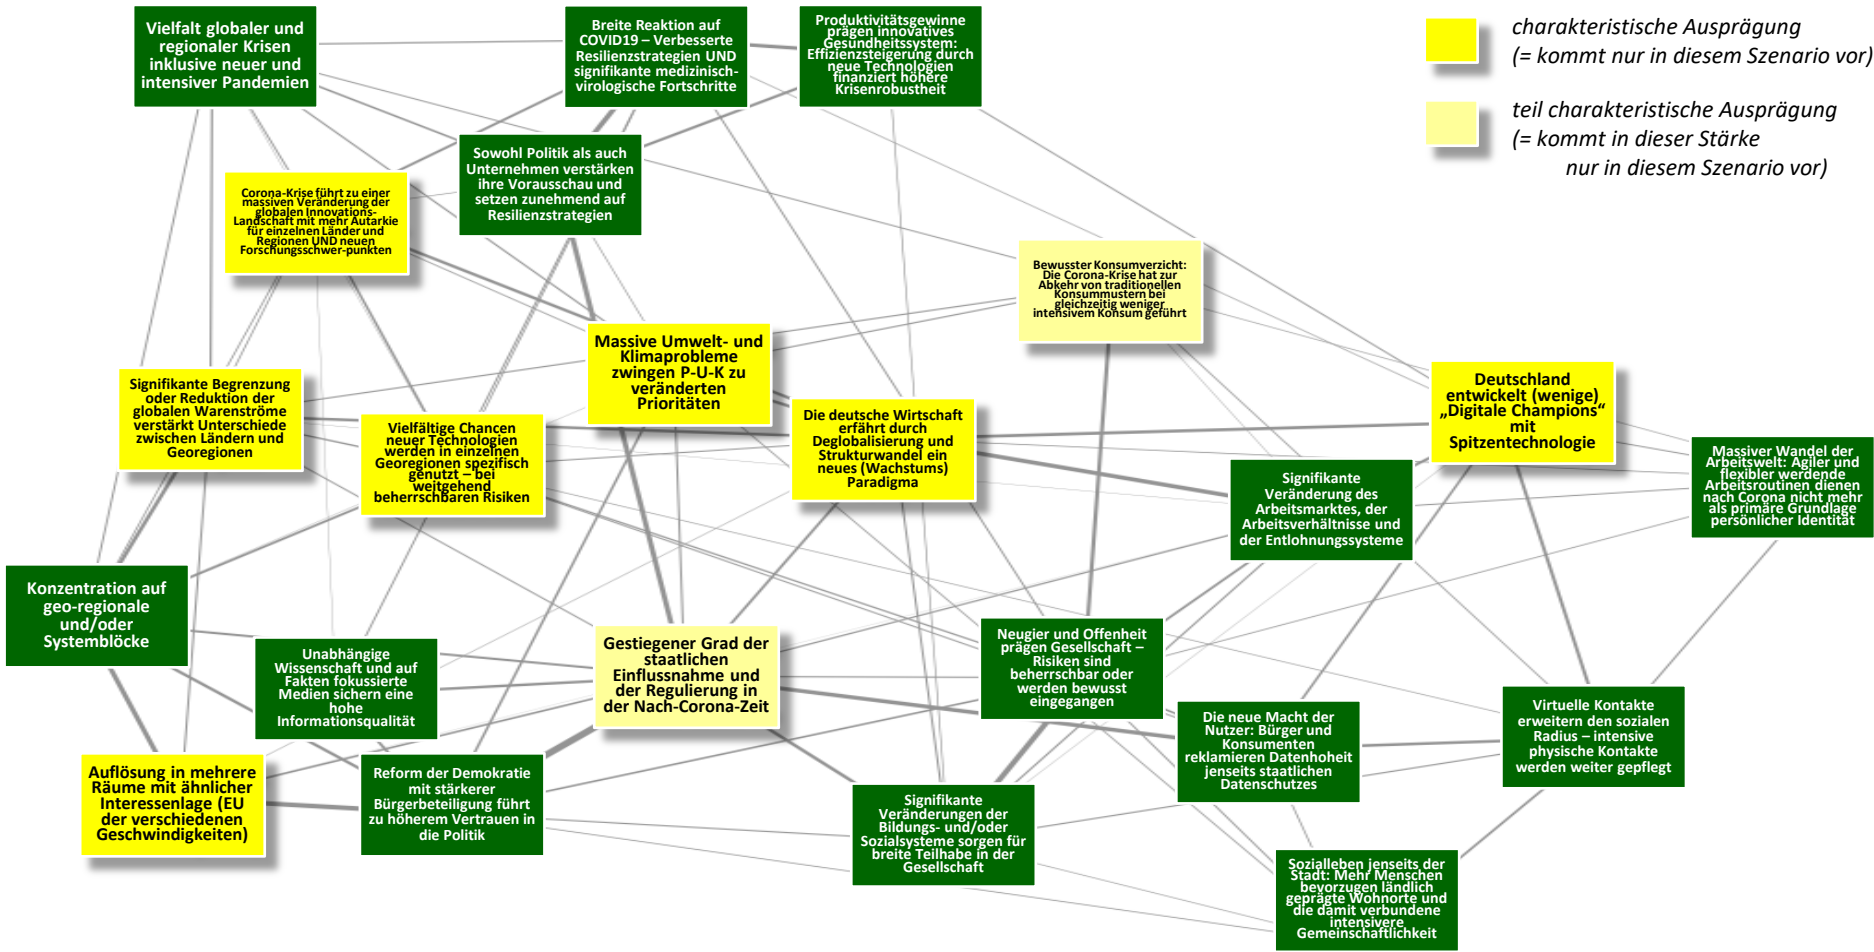 Vielfalt globaler und
regionaler Krisen
inklusive neuer und
intensiver Pandemien
Breite Reaktion auf
COVID19 – Verbesserte
Resilienzstrategien UND
signifikante medizinisch-
virologische Fortschritte
Produktivitätsgewinne
prägen innovatives
Gesundheitssystem:
Effizienzsteigerung durch
neue Technologien
finanziert höhere
Krisenrobustheit
charakteristische Ausprägung
(= kommt nur in diesem Szenario vor)
teil charakteristische Ausprägung
(= kommt in dieser Stärke
nur in diesem Szenario vor)
Sowohl Politik als auch
Unternehmen verstärken
ihre Vorausschau und
setzen zunehmend auf
Resilienzstrategien
Corona-Krise führt zu einer
massiven Veränderung der
globalen Innovations-
Landschaft mit mehr Autarkie
für einzelnen Länder und
Regionen UND neuen
Forschungsschwer-punkten
Bewusster Konsumverzicht:
Die Corona-Krise hat zur
Abkehr von traditionellen
Konsummustern bei
gleichzeitig weniger
intensivem Konsum geführt
Massive Umwelt- und
Klimaprobleme
zwingen P-U-K zu
veränderten
Prioritäten
Signifikante Begrenzung
oder Reduktion der
globalen Warenströme
verstärkt Unterschiede
zwischen Ländern und
Georegionen
Vielfältige Chancen
neuer Technologien
werden in einzelnen
Georegionen spezifisch
genutzt – bei
weitgehend
beherrschbaren Risiken
Die deutsche Wirtschaft
erfährt durch
Deglobalisierung und
Strukturwandel ein
neues (Wachstums)
Paradigma
Deutschland
entwickelt (wenige)
„Digitale Champions“
mit
Spitzentechnologie
Signifikante
Veränderung des
Arbeitsmarktes, der
Arbeitsverhältnisse und
der Entlohnungssysteme
Massiver Wandel der
Arbeitswelt: Agiler und
flexibler werdende
Arbeitsroutinen dienen
nach Corona nicht mehr
als primäre Grundlage
persönlicher Identität
Konzentration auf
geo-regionale
und/oder
Systemblöcke
Unabhängige
Wissenschaft und auf
Fakten fokussierte
Medien sichern eine
hohe
Informationsqualität
Gestiegener Grad der
staatlichen
Einflussnahme und
der Regulierung in
der Nach-Corona-Zeit
Neugier und Offenheit
prägen Gesellschaft –
Risiken sind
beherrschbar oder
werden bewusst
eingegangen
Die neue Macht der
Nutzer: Bürger und
Konsumenten
reklamieren Datenhoheit
jenseits staatlichen
Datenschutzes
Virtuelle Kontakte
erweitern den sozialen
Radius – intensive
physische Kontakte
werden weiter gepflegt
Auflösung in mehrere
Räume mit ähnlicher
Interessenlage (EU
der verschiedenen
Geschwindigkeiten)
Reform der Demokratie
mit stärkerer
Bürgerbeteiligung führt
zu höherem Vertrauen in
die Politik
Signifikante
Veränderungen der
Bildungs- und/oder
Sozialsysteme sorgen für
breite Teilhabe in der
Gesellschaft
Sozialleben jenseits der
Stadt: Mehr Menschen
bevorzugen ländlich
geprägte Wohnorte und
die damit verbundene
intensivere
Gemeinschaftlichkeit